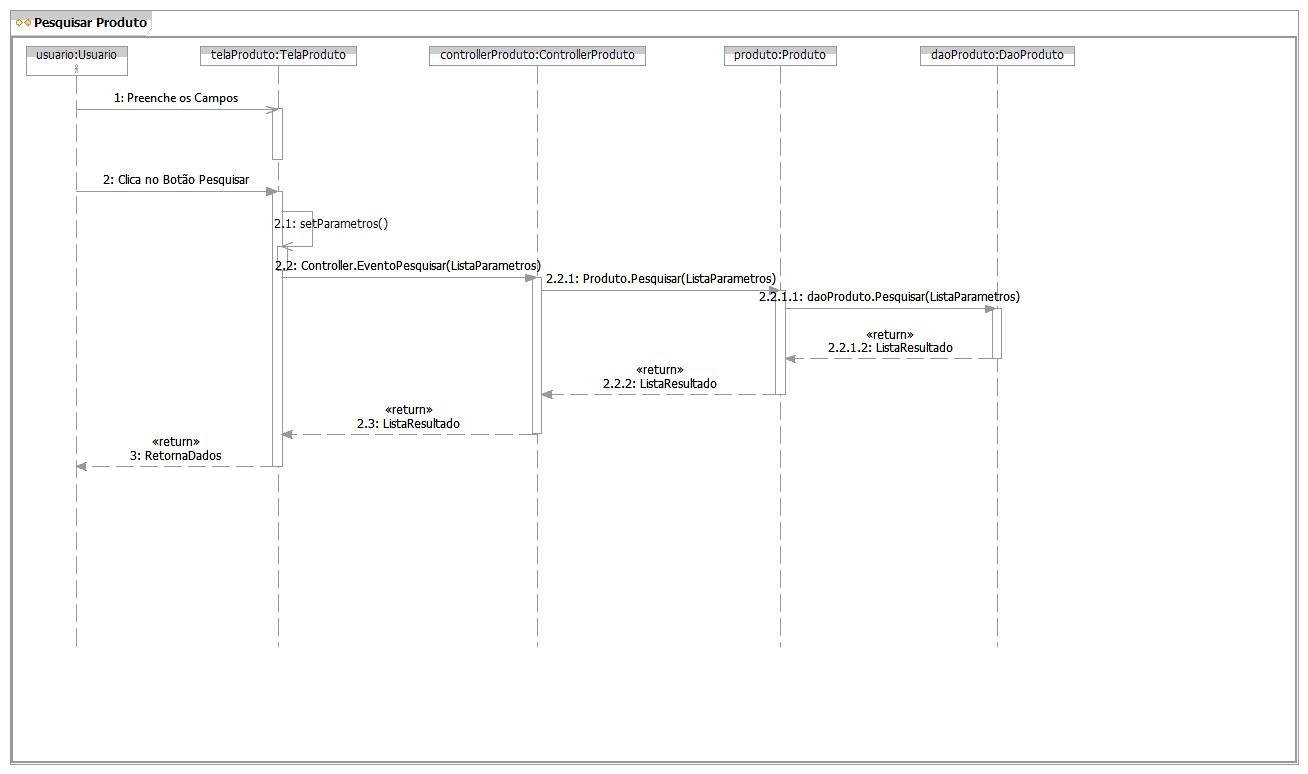 Pesquisar Produto
usuario:Usuario
telaProduto:TelaProduto
controllerProduto:ControllerProduto
produto:Produto
daoProduto:DaoProduto
1: Preenche os Campos
2: Clica no Botão Pesquisar
2.1: setParametros()
2.2: Controller.EventoPesquisar(ListaParametros)
2.2.1: Produto.Pesquisar(ListaParametros)
2.2.1.1: daoProduto.Pesquisar(ListaParametros)
«return»
2.2.1.2: ListaResultado
«return»
2.2.2: ListaResultado
«return»
2.3: ListaResultado
«return»
3: RetornaDados